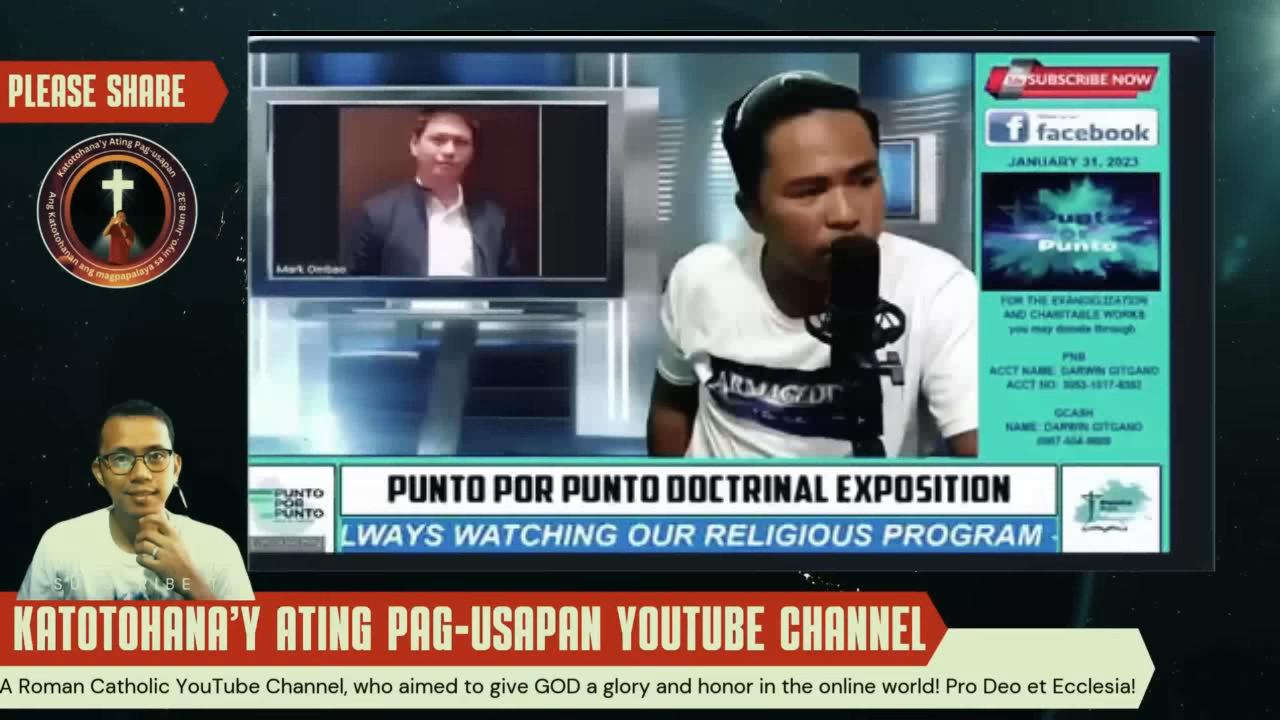 PLEASE SHARE
Katotohana'y Ating Pag-usapan
Ang Katotohanan ang magpapalaya sa inyo. Juan 8:32
Mark Ombao
SUBSCRIBE NOW
facebook
JANUARY 31, 2023
Punto
Punto
FOR THE EVANGELIZATION
AND CHARITABLE WORKS
you may donate through
PNB
ACCT NAME: DARWIN GITGANO
ACCT NO:
GCASH
NAME: DARWIN GITGANO
PUNTO
POR
PUNTO
PUNTO POR PUNTO DOCTRINAL EXPOSITION
LWAYS WATCHING OUR RELIGIOUS PROGRAM -
KATOTOHANA'Y ATING PAG-USAPAN YOUTUBE CHANNEL
A Roman Catholic YouTube Channel, who aimed to give GOD a glory and honor in the online world! Pro Deo et Ecclesia!